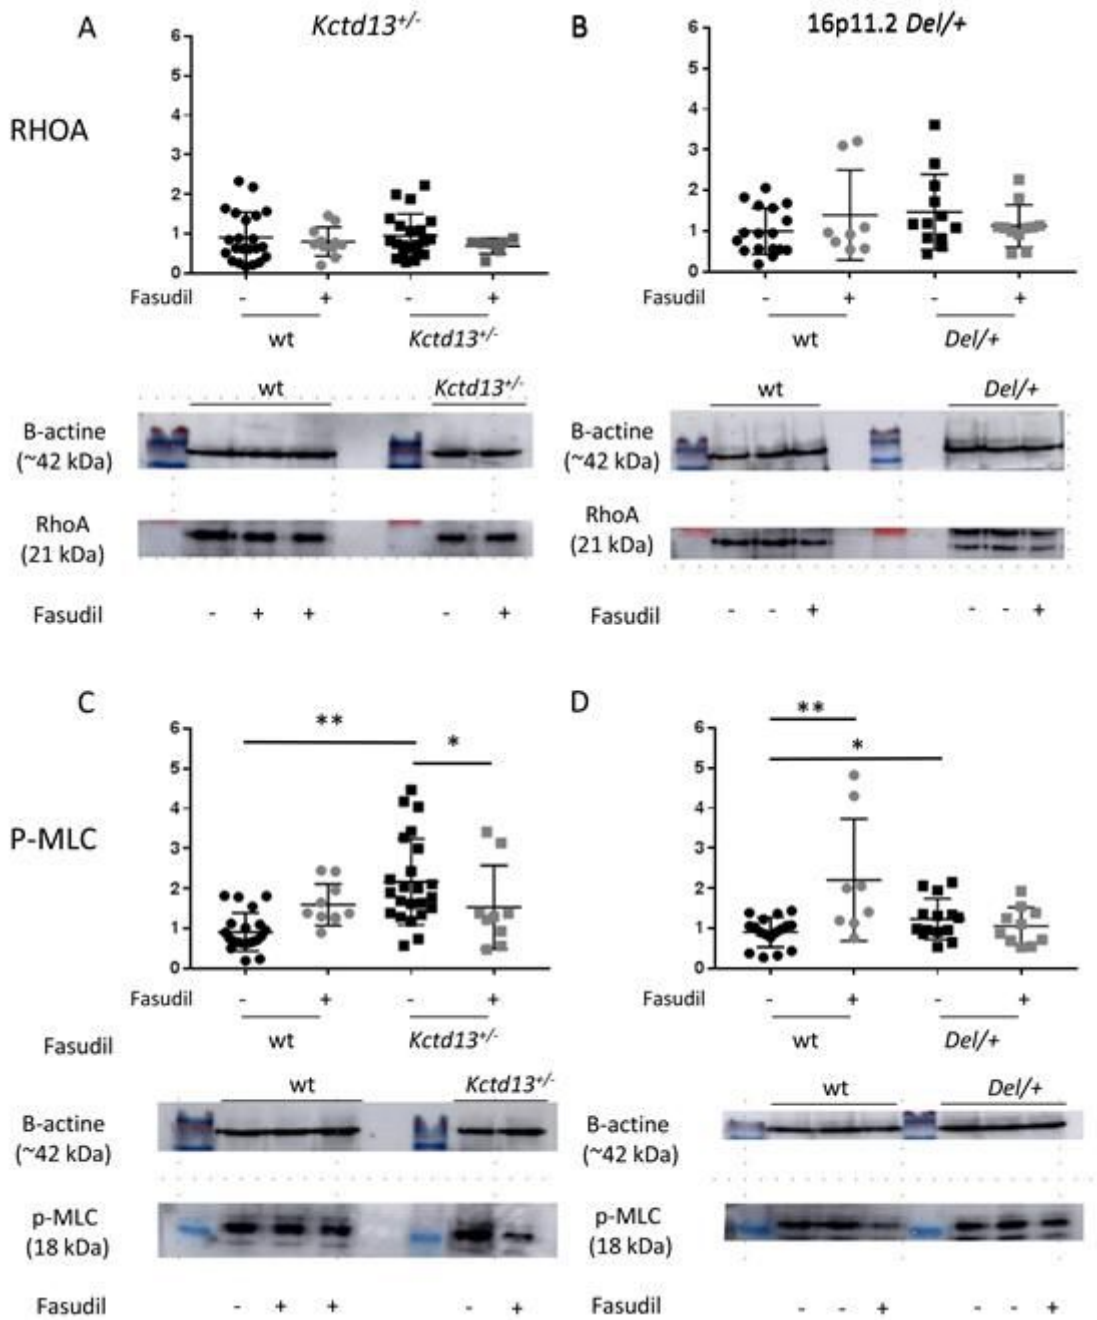 A
Kctd13+/-
B
16p11.2 Del/+
RHOA
6
5
4
3
2
1
0
6
5
4
3
2
1
0
Fasudil - + - +
wt Kctd13+/-
Fasudil - + - +
wt Del/+
wt Kctd13+/-
B-actine
(~42 kDa)
RhoA
(21 kDa)
Fasudil - + + - +
wt Del/+
B-actine
(~42 kDa)
RhoA
(21 kDa)
Fasudil - - + - - +
C
D
P-MLC
6
5
4
3
2
1
0
** *
6
5
4
3
2
1
0
**
*
Fasudil - + - +
wt Kctd13+/-
Fasudil
Fasudil - + - +
wt Del/+
wt Kctd13+/-
B-actine
(~42 kDa)
p-MLC
(18 kDa)
Fasudil - + + - +
wt Del/+
B-actine
(~42 kDa)
p-MLC
(18 kDa)
Fasudil - - + - - +